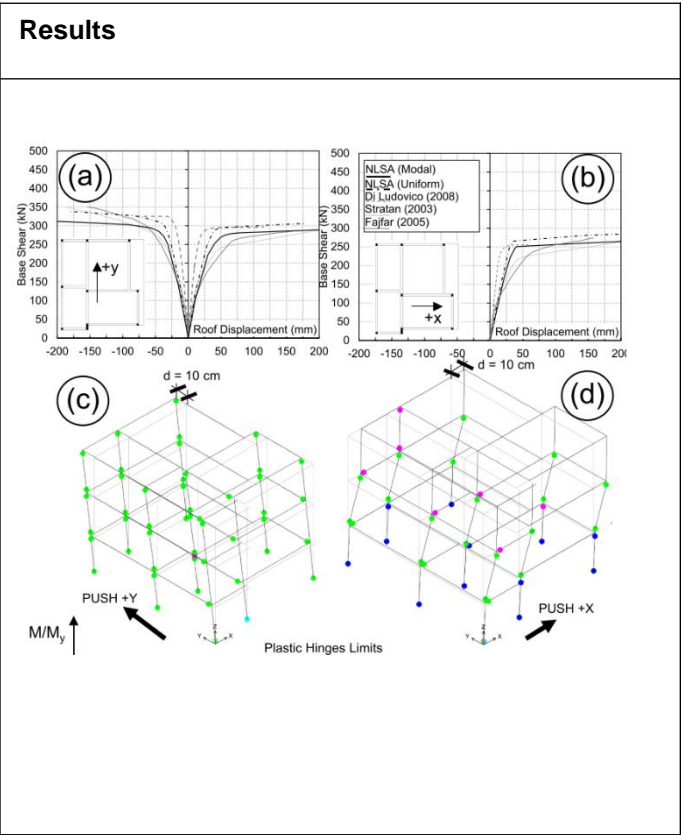 Results
(a)
500
450
400
350
300
250
200
150
100
50
0
Base Shear (kN)
+y
Roof Displacement (mm)
-200 -150 -100 -50 0 50 100 150 200
(b)
500
450
400
350
300
250
200
150
100
50
0
Base Shear (kN)
NLSA (Modal)
NLSA (Uniform)
Di Ludovico (2008)
Stratan (2003)
Fajfar (2005)
+x
Roof Displacement (mm)
-200 -150 -100 -50 0 50 100 150 200
(c)
d = 10 cm
PUSH +Y
M/My
Z
Y X
(d)
d = 10 cm
PUSH +X
Z
Y X
Plastic Hinges Limits